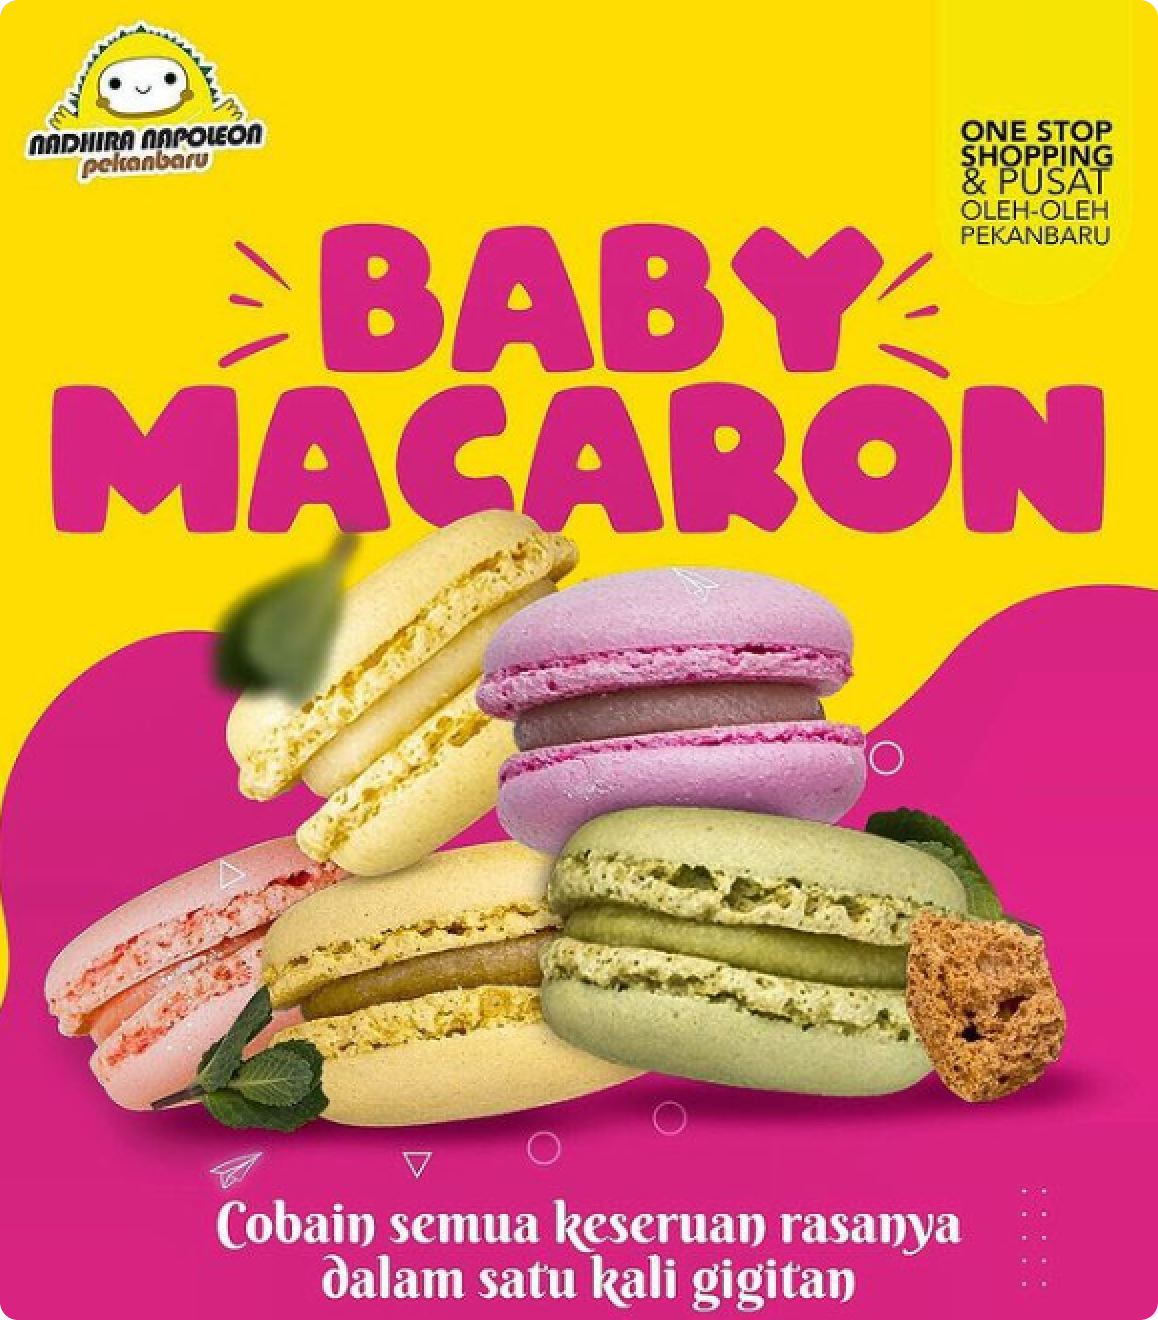 NADHIRA NAPOLEON
pekanbaru
ONE STOP
SHOPPING
& PUSAT
OLEH-OLEH
PEKANBARU
BABY
MACARON
Cobain semua keseruan rasanya
dalam satu kali gigitan